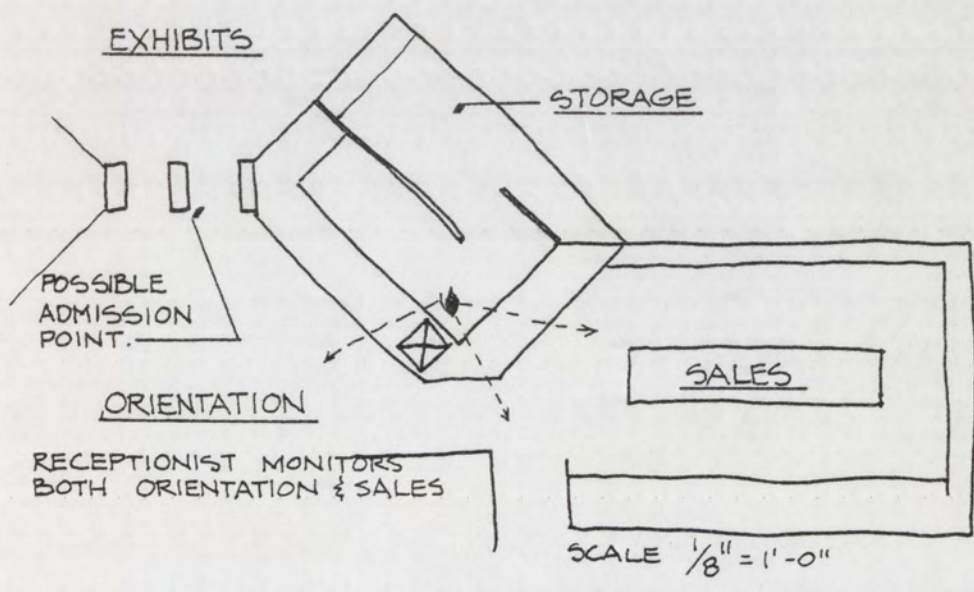 EXHIBITS
STORAGE
POSSIBLE
ADMISSION
POINT.
SALES
ORIENTATION
RECEPTIONIST MONITORS
BOTH ORIENTATION & SALES
SCALE 1/8" = 1'-0"